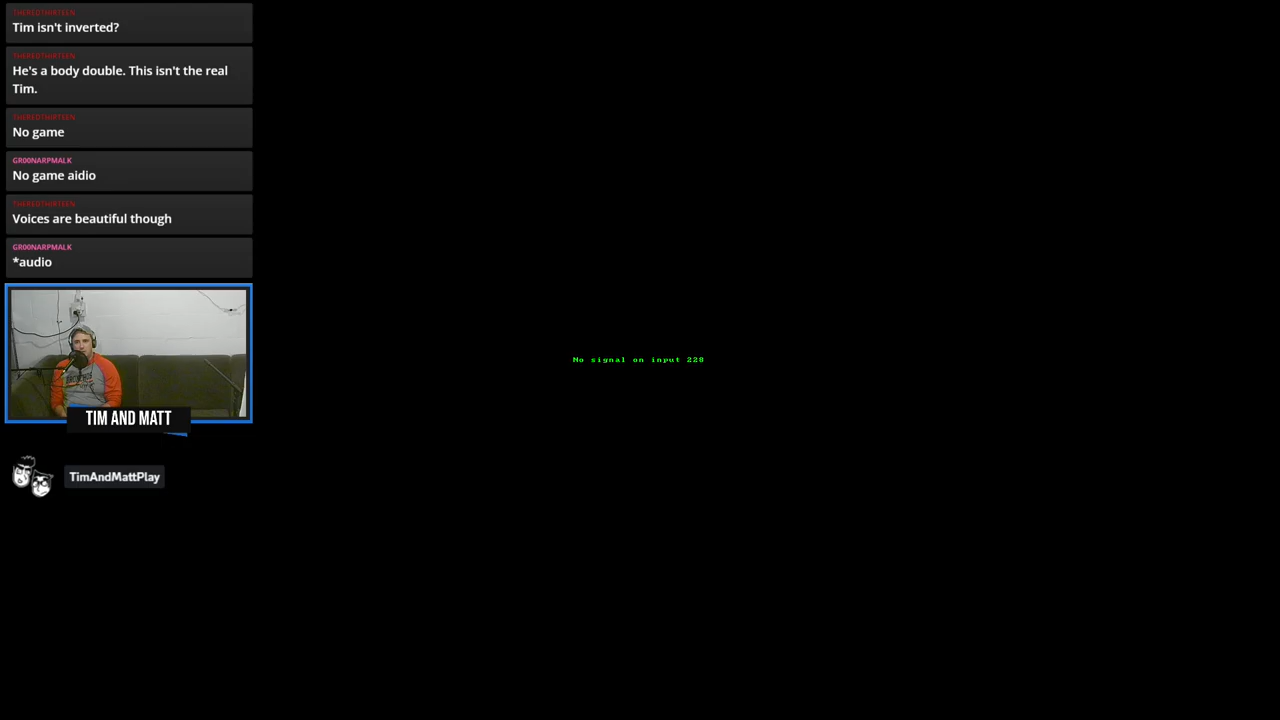 THEREDTHIRTEEN
Tim isn't inverted?
THEREDTHIRTEEN
He's a body double. This isn't the real
Tim.
THEREDTHIRTEEN
No game
GR00NARPMALK
No game aidio
THEREDTHIRTEEN
Voices are beautiful though
GR00NARPMALK
*audio
No signal on input 228
TIM AND MATT
TimAndMattPlay